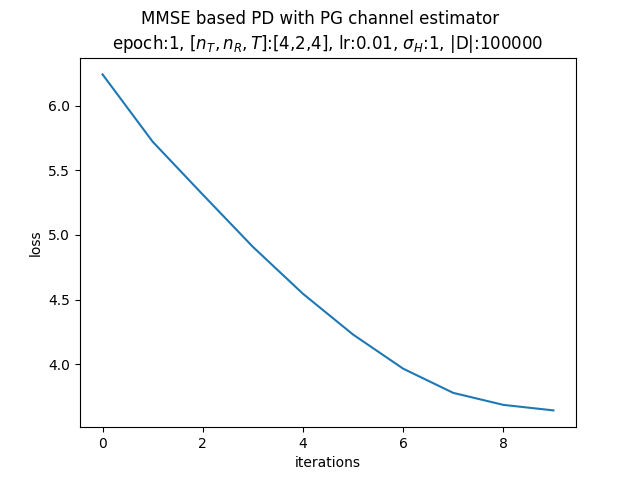 MMSE based PD with PG channel estimator
epoch:1, [n_T, n_R, T]:[4,2,4], lr:0.01, σ_H:1, |D|:100000
6.0
5.5
5.0
4.5
4.0
loss
0 2 4 6 8
iterations